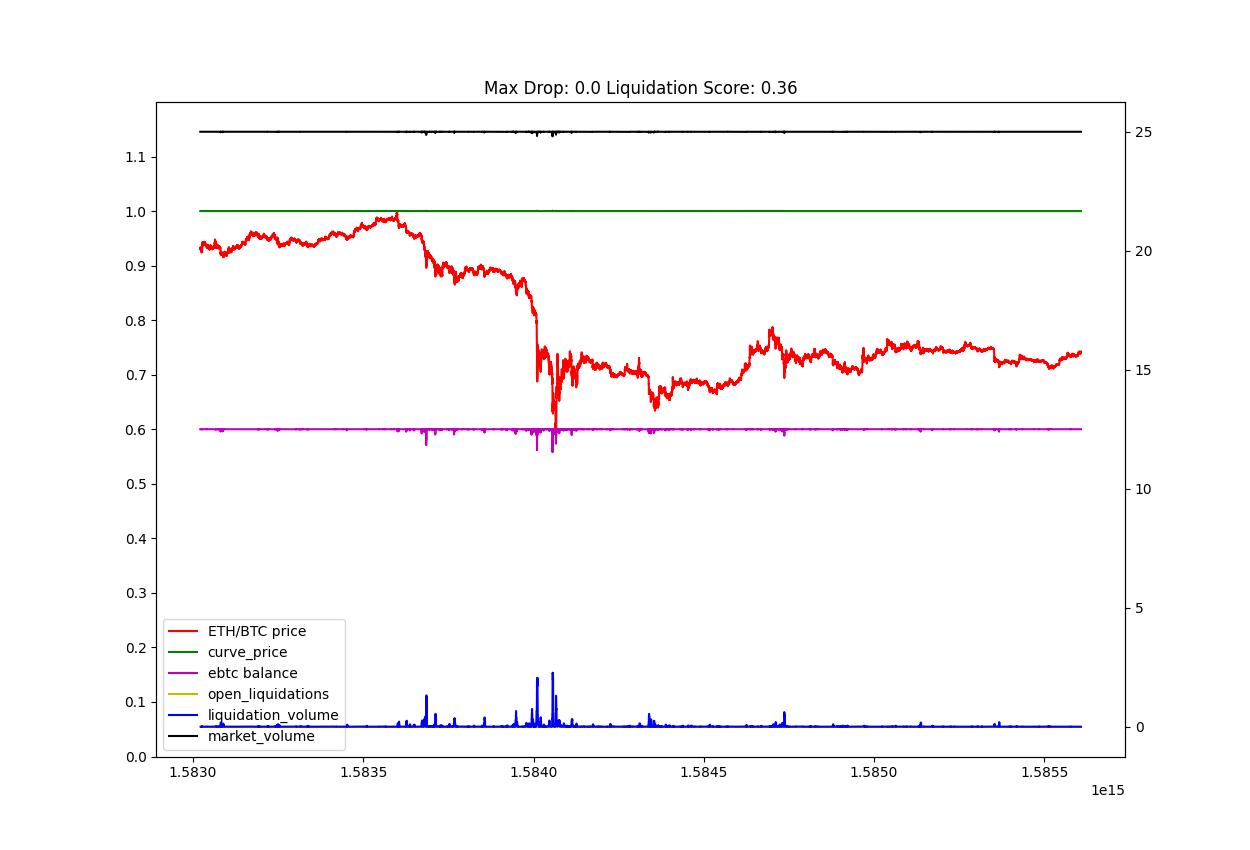 Max Drop: 0.0 Liquidation Score: 0.36
1.1
1.0
0.9
0.8
0.7
0.6
0.5
0.4
0.3
0.2
0.1
0.0
25
20
15
10
5
0
ETH/BTC price
curve_price
ebtc balance
open_liquidations
liquidation_volume
market_volume
1.5830 1.5835 1.5840 1.5845 1.5850 1.5855
1e15